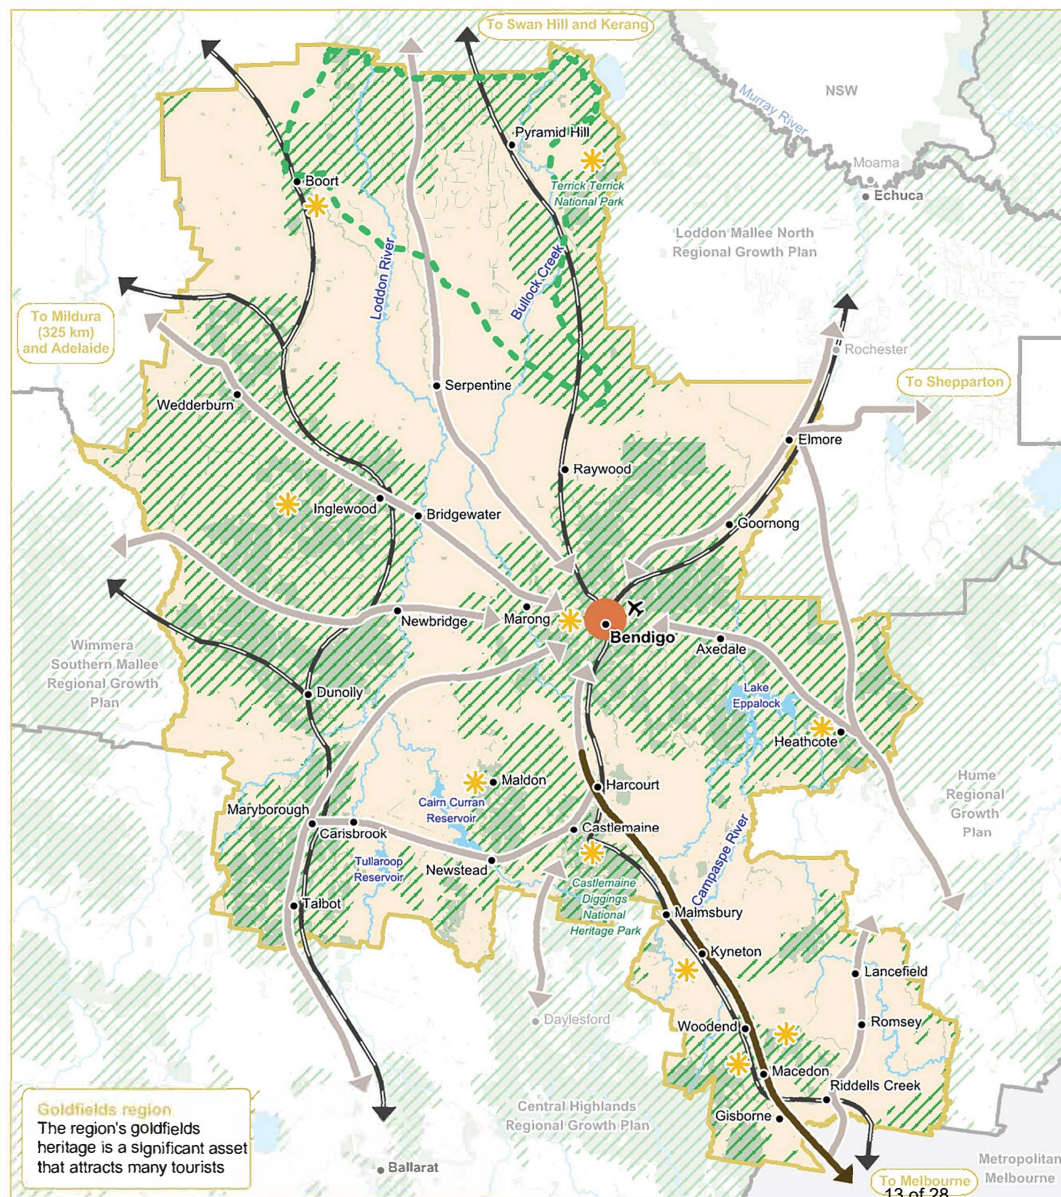 To Swan Hill and Kerang
NSW
Murray River
Moama
Echuca
Pyramid Hill
Terrick Terrick
National Park
Boort
Loddon Mallee North
Regional Growth Plan
Loddon River
Bullock Creek
To Mildura
(325 km)
and Adelaide
Rochester
To Shepparton
Serpentine
Wedderburn
Elmore
Raywood
Inglewood
Bridgewater
Goornong
Newbridge
Marong
Bendigo
Axedale
Wimmera
Southern Mallee
Regional Growth
Plan
Dunolly
Lake
Eppalock
Heathcote
Hume
Regional
Growth
Plan
Maldon
Harcourt
Cairn Curran
Reservoir
Maryborough
Carisbrook
Castlemaine
Campaspe River
Tullaroop
Reservoir
Newstead
Castlemaine
Diggings
National
Heritage Park
Talbot
Malmsbury
Kyneton
Lancefield
Daylesford
Woodend
Romsey
Macedon
Riddells Creek
Gisborne
Central Highlands
Regional Growth Plan
Goldfields region
The region's goldfields
heritage is a significant asset
that attracts many tourists
Ballarat
Metropolitan
Melbourne
To Melbourne
13 of 28